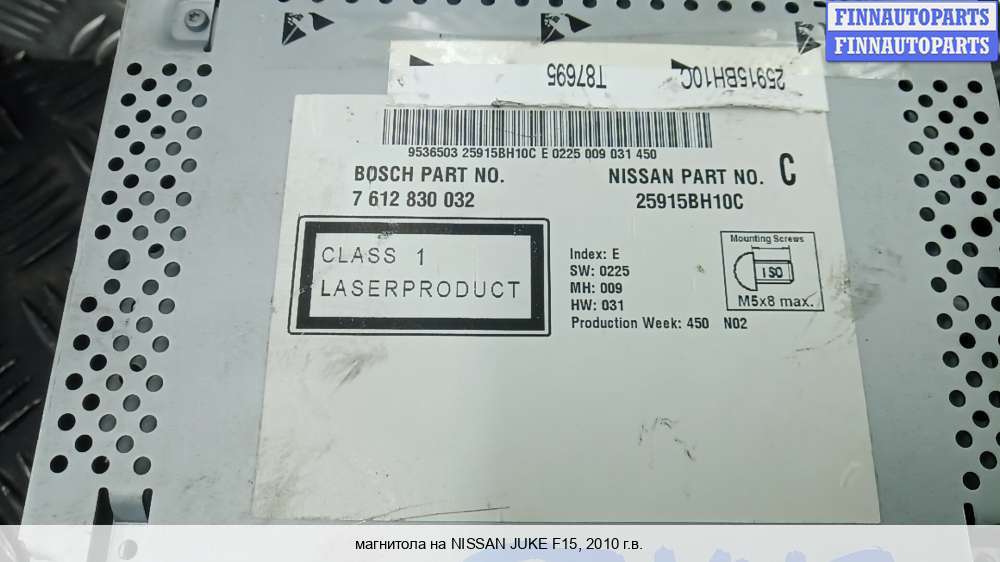 FINNAUTOPARTS
FINNAUTOPARTS
25915BH10C T87695
9536503 25915BH10C E 0225 009 031 450
BOSCH PART NO.
7 612 830 032
NISSAN PART NO. C
25915BH10C
CLASS 1
LASERPRODUCT
Index: E
SW: 0225
MH: 009
HW: 031
Production Week: 450 N02
Mounting Screws
ISO
M5x8 max.
магнитола на NISSAN JUKE F15, 2010 г.в.